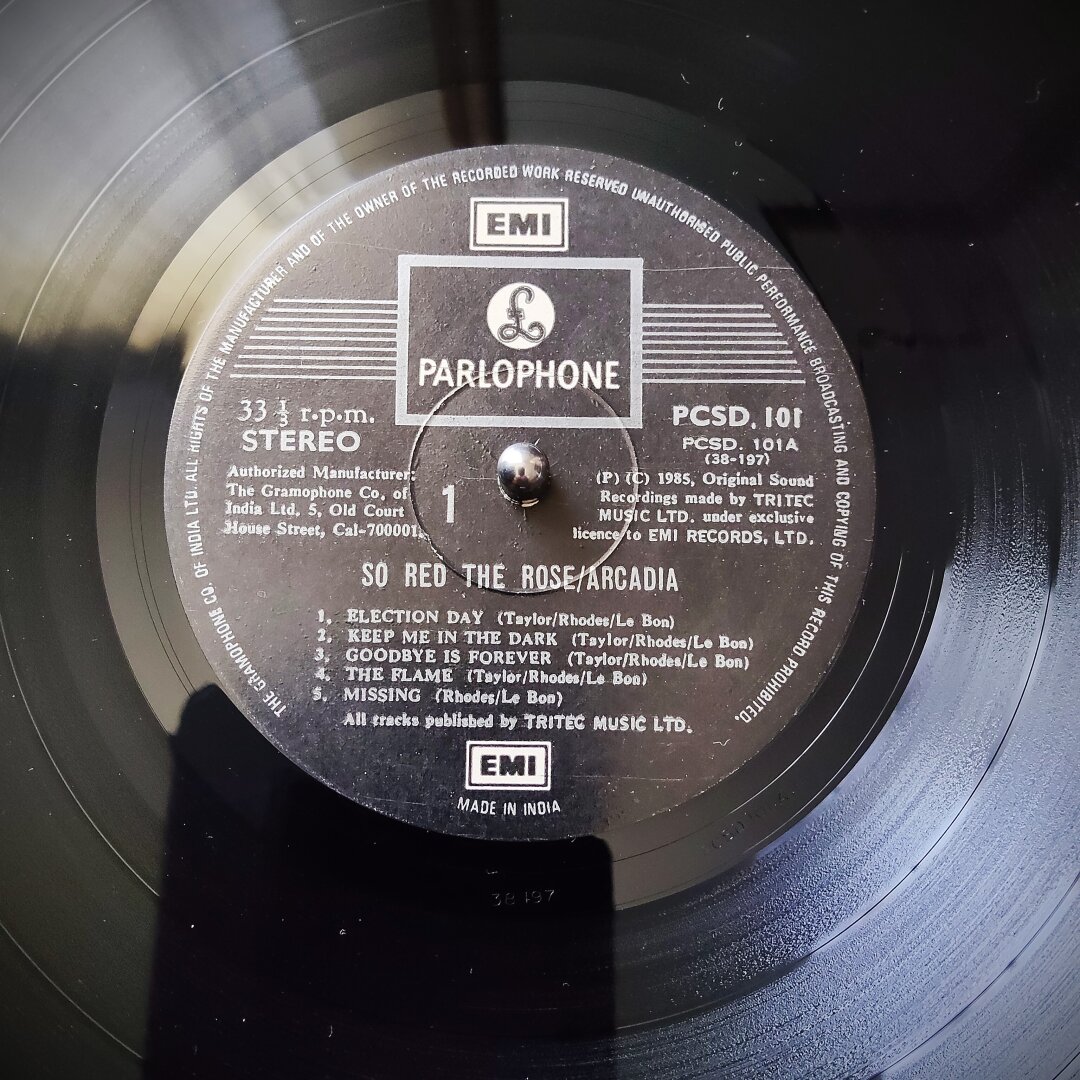 THE GRAMOPHONE CO. OF INDIA LTD. ALL RIGHTS OF THE MANUFACTURER AND OF THE OWNER OF THE RECORDED WORK RESERVED UNAUTHORISED PUBLIC PERFORMANCE BROADCASTING AND COPYING OF THIS RECORD PROHIBITED.
EMI
£
PARLOPHONE
33 1/3 r.p.m.
STEREO
PCSD. 101
PCSD. 101A
(38-197)
Authorized Manufacturer:
The Gramophone Co. of
India Ltd. 5, Old Court
House Street, Cal-700001.
1
(P) (C) 1985, Original Sound
Recordings made by TRITEC
MUSIC LTD. under exclusive
licence to EMI RECORDS, LTD.
SO RED THE ROSE/ARCADIA
1. ELECTION DAY (Taylor/Rhodes/Le Bon)
2. KEEP ME IN THE DARK (Taylor/Rhodes/Le Bon)
3. GOODBYE IS FOREVER (Taylor/Rhodes/Le Bon)
4. THE FLAME (Taylor/Rhodes/Le Bon)
5. MISSING (Rhodes/Le Bon)
All tracks published by TRITEC MUSIC LTD.
EMI
MADE IN INDIA
38 197